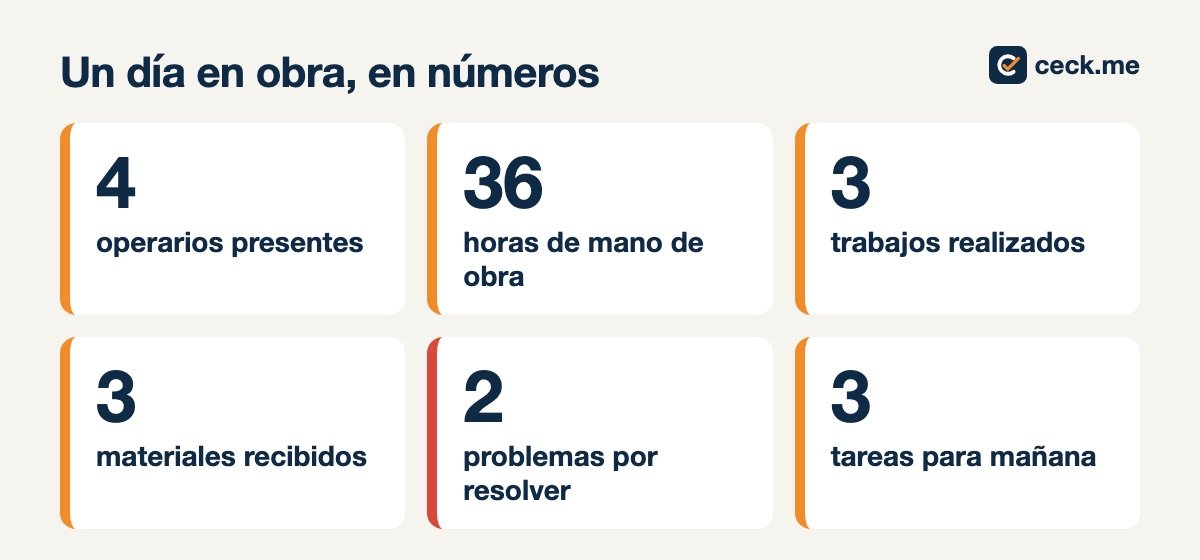 Un día en obra, en números
ceck.me
4
operarios presentes
36
horas de mano de
obra
3
trabajos realizados
3
materiales recibidos
2
problemas por
resolver
3
tareas para mañana